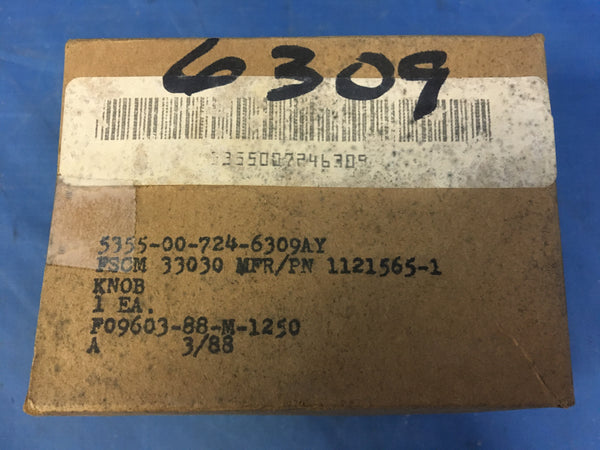 6309
5355007246309
5355-00-724-6309AY
FSCM 33030 MFR/PN 1121565-1
KNOB
1 EA.
F09603-88-M-1250
A 3/88